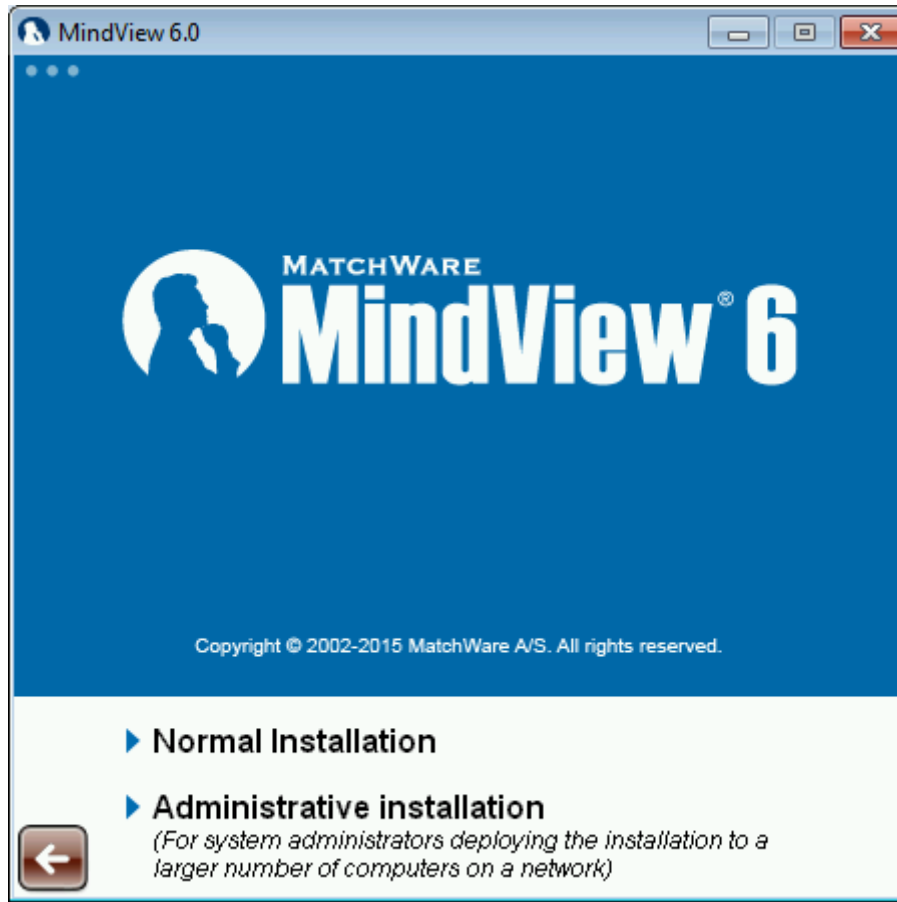 MindView 6.0
MATCHWARE
MindView® 6
Copyright © 2002-2015 MatchWare A/S. All rights reserved.
Normal Installation
Administrative installation
(For system administrators deploying the installation to a
larger number of computers on a network)